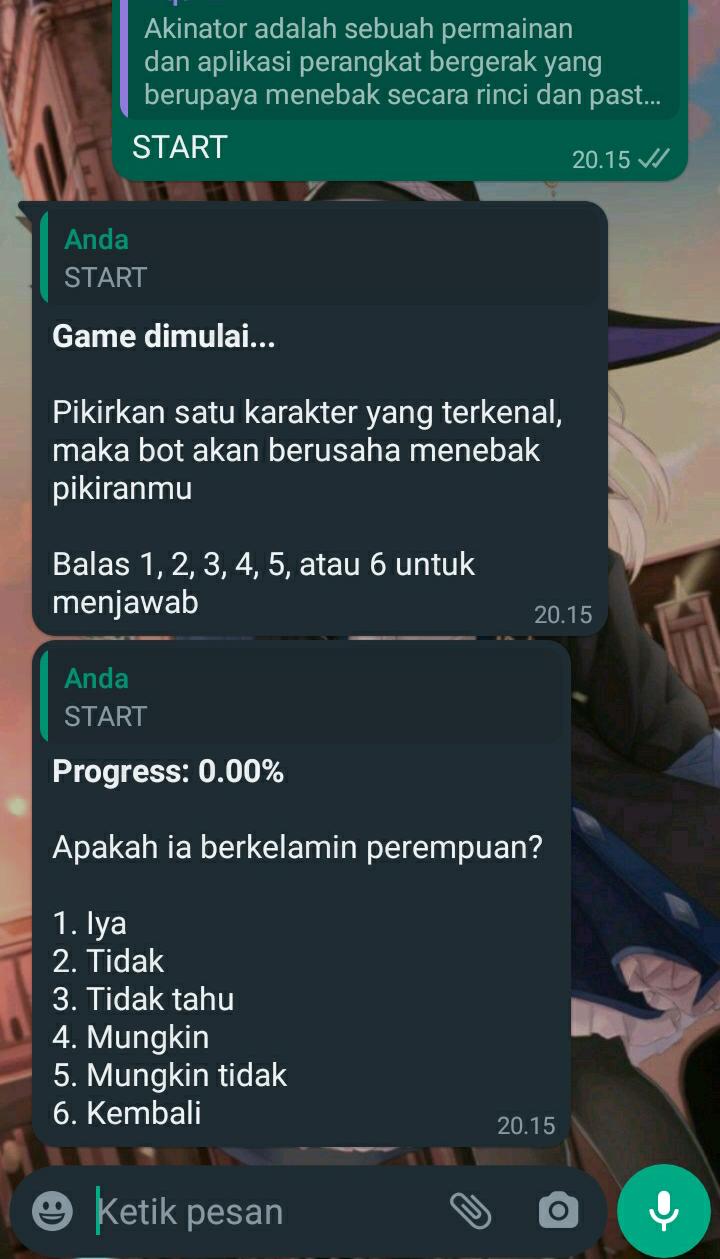 Akinator adalah sebuah permainan
dan aplikasi perangkat bergerak yang
berupaya menebak secara rinci dan past...
START
20.15
Anda
START
Game dimulai...
Pikirkan satu karakter yang terkenal,
maka bot akan berusaha menebak
pikiranmu
Balas 1, 2, 3, 4, 5, atau 6 untuk
menjawab
20.15
Anda
START
Progress: 0.00%
Apakah ia berkelamin perempuan?
1. Iya
2. Tidak
3. Tidak tahu
4. Mungkin
5. Mungkin tidak
6. Kembali
20.15
Ketik pesan